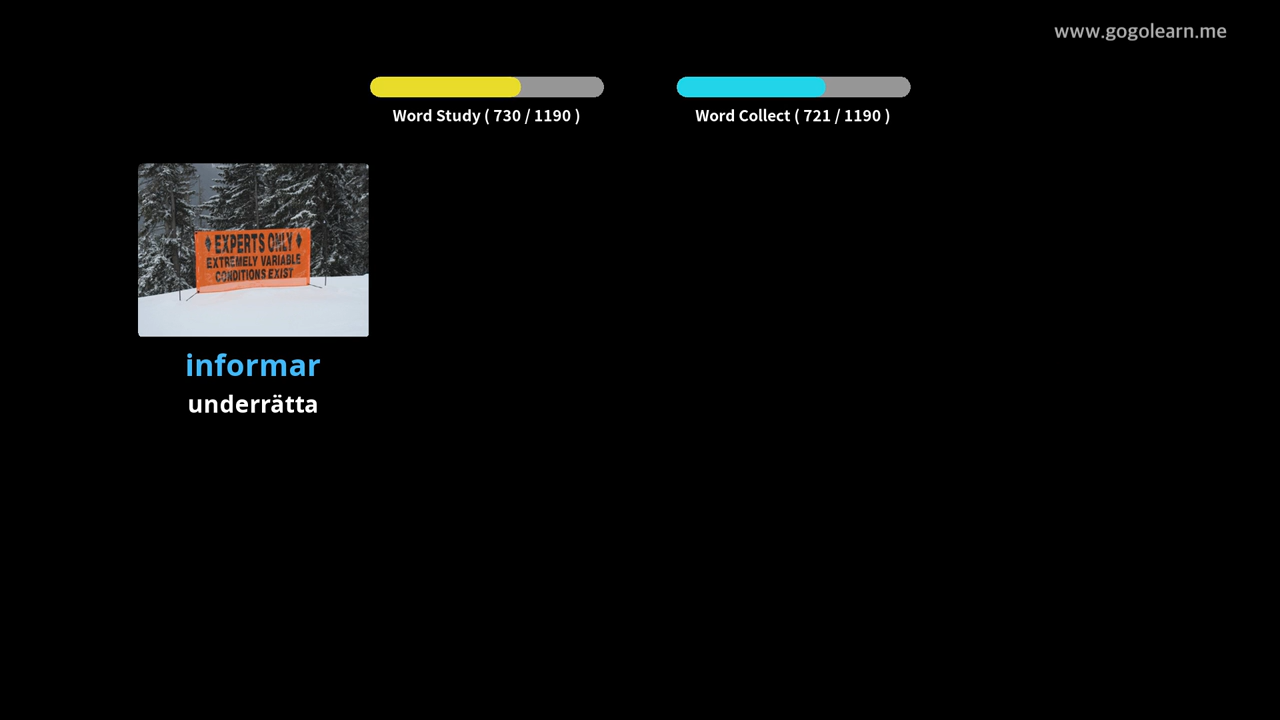 www.gogolearn.me
Word Study ( 730 / 1190 )
Word Collect ( 721 / 1190 )
EXPERTS ONLY
EXTREMELY VARIABLE
CONDITIONS EXIST
informar
underrätta